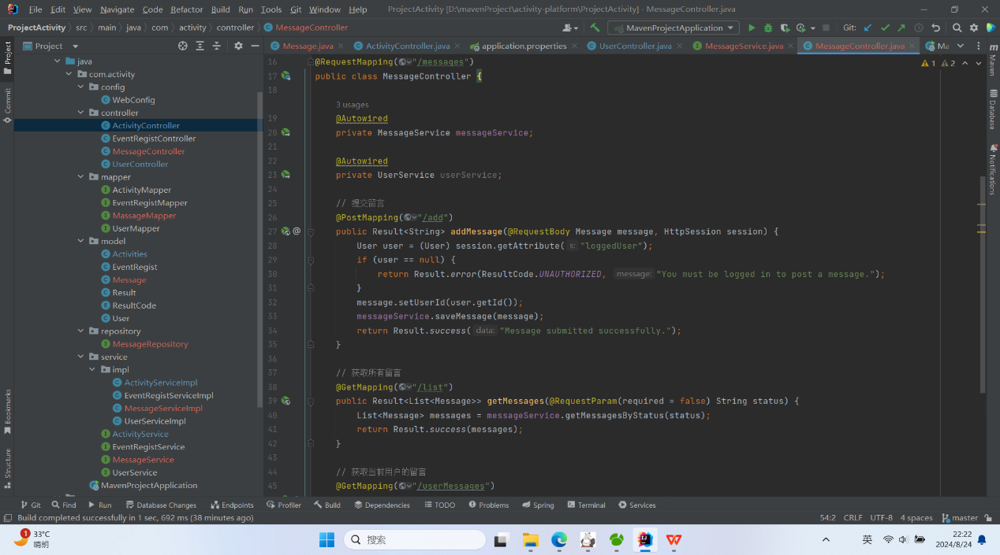 File Edit View Navigate Code Refactor Build Run Tools Git Window Help ProjectActivity [D:\mavenProject\activity-platform\ProjectActivity] - MessageController.java
ProjectActivity src main java com activity controller MessageController MavenProjectApplication Git:
Project Message.java ActivityController.java application.properties UserController.java MessageService.java MessageController.java Ma
java
com.activity
config
WebConfig
controller
ActivityController
EventRegistController
MessageController
UserController
mapper
ActivityMapper
EventRegistMapper
MassageMapper
UserMapper
model
Activities
EventRegist
Message
Result
ResultCode
User
repository
MessageRepository
service
impl
ActivityServiceImpl
EventRegistServiceImpl
MessageServiceImpl
UserServiceImpl
ActivityService
EventRegistService
MessageService
UserService
MavenProjectApplication
Project
Commit
Bookmarks
Structure
1 2
16 @RequestMapping("/messages")
17 public class MessageController {
18
3 usages
19 @Autowired
20 private MessageService messageService;
21
22 @Autowired
23 private UserService userService;
24
25 // 提交留言
26 @PostMapping("/add")
27 @ public Result<String> addMessage(@RequestBody Message message, HttpSession session) {
28 User user = (User) session.getAttribute( s: "loggedUser");
29 if (user == null) {
30 return Result.error(ResultCode.UNAUTHORIZED, message: "You must be logged in to post a message.");
31 }
32 message.setUserId(user.getId());
33 messageService.saveMessage(message);
34 return Result.success( data: "Message submitted successfully.");
35 }
36
37 // 获取所有留言
38 @GetMapping("/list")
39 public Result<List<Message>> getMessages(@RequestParam(required = false) String status) {
40 List<Message> messages = messageService.getMessagesByStatus(status);
41 return Result.success(messages);
42 }
43
44 // 获取当前用户的留言
45 @GetMapping("/userMessages")
m Maven
Database
Notifications
Git Find Run Database Changes Endpoints Profiler Build Dependencies TODO Problems Spring Terminal Services
Build completed successfully in 1 sec, 692 ms (38 minutes ago) 54:2 CRLF UTF-8 4 spaces master
1 33°C
晴朗
搜索
英
22:22
2024/8/24